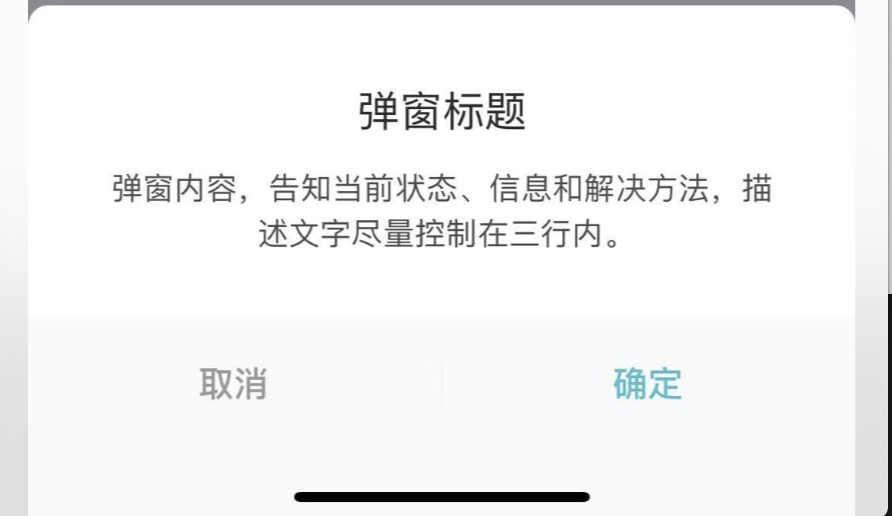 弹窗标题
弹窗内容，告知当前状态、信息和解决方法，描
述文字尽量控制在三行内。
取消
确定